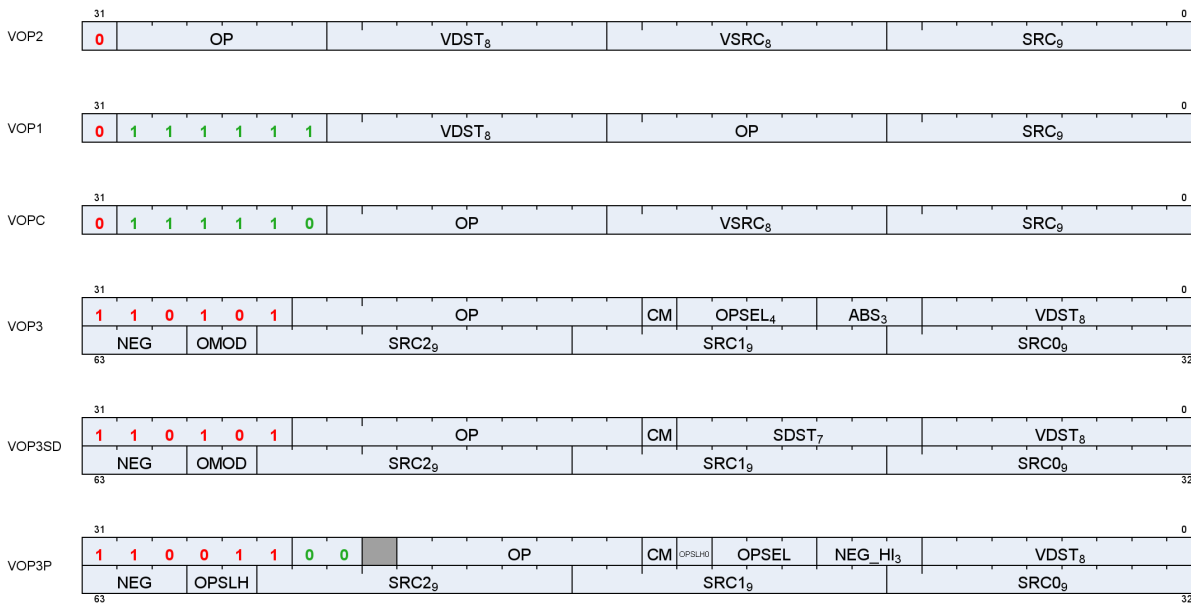 31 0
VOP2 0 OP VDST₈ VSRC₈ SRC₉
31 0
VOP1 0 1 1 1 1 1 1 VDST₈ OP SRC₉
31 0
VOPC 0 1 1 1 1 1 0 OP VSRC₈ SRC₉
31 0
VOP3 1 1 0 1 0 1 OP CM OPSEL₄ ABS₃ VDST₈
NEG OMOD SRC2₉ SRC1₉ SRC0₉
63 32
31 0
VOP3SD 1 1 0 1 0 1 OP CM SDST₇ VDST₈
NEG OMOD SRC2₉ SRC1₉ SRC0₉
63 32
31 0
VOP3P 1 1 0 0 1 1 0 0 OP CM OPSLH0 OPSEL NEG_HI₃ VDST₈
NEG OPSLH SRC2₉ SRC1₉ SRC0₉
63 32